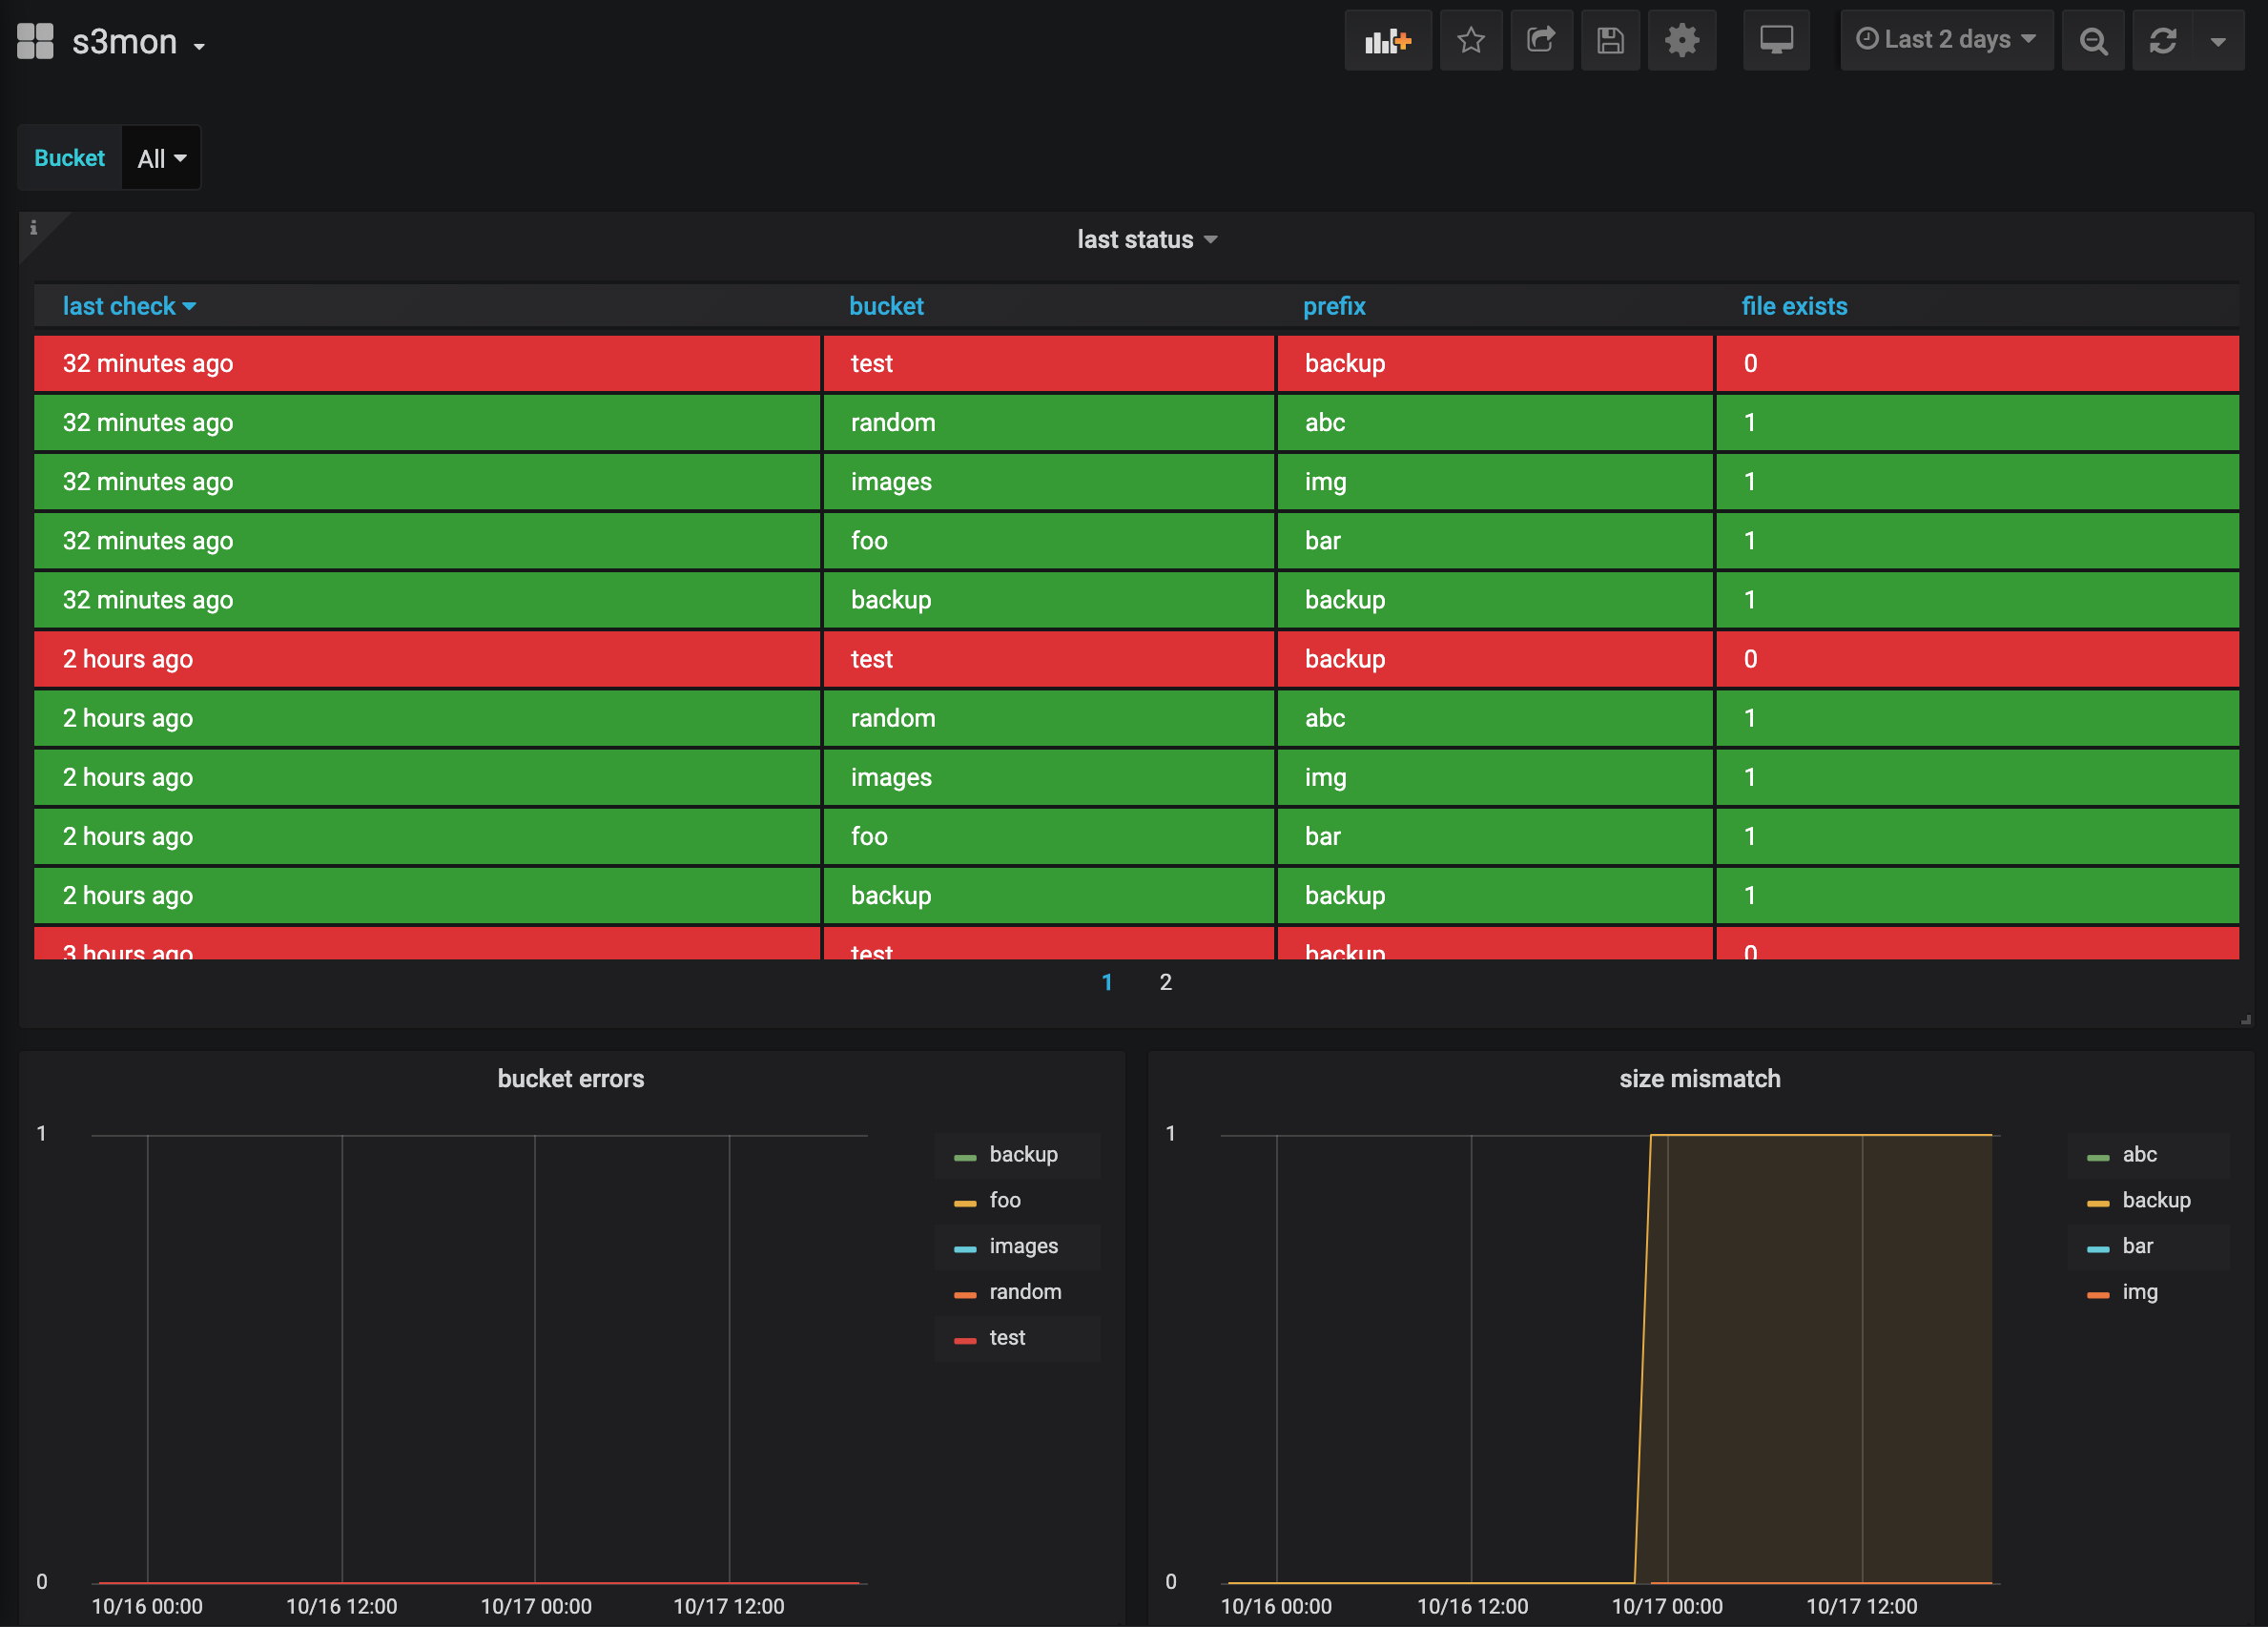 s3mon
Last 2 days
Bucket All
last status
last check bucket prefix file exists
32 minutes ago test backup 0
32 minutes ago random abc 1
32 minutes ago images img 1
32 minutes ago foo bar 1
32 minutes ago backup backup 1
2 hours ago test backup 0
2 hours ago random abc 1
2 hours ago images img 1
2 hours ago foo bar 1
2 hours ago backup backup 1
3 hours ago test backup 0
1 2
bucket errors
1
0
10/16 00:00 10/16 12:00 10/17 00:00 10/17 12:00
backup
foo
images
random
test
size mismatch
1
0
10/16 00:00 10/16 12:00 10/17 00:00 10/17 12:00
abc
backup
bar
img